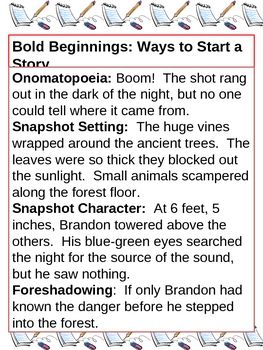 Bold Beginnings: Ways to Start a
Story
Onomatopoeia: Boom! The shot rang
out in the dark of the night, but no one
could tell where it came from.
Snapshot Setting: The huge vines
wrapped around the ancient trees. The
leaves were so thick they blocked out
the sunlight. Small animals scampered
along the forest floor.
Snapshot Character: At 6 feet, 5
inches, Brandon towered above the
others. His blue-green eyes searched
the night for the source of the sound,
but he saw nothing.
Foreshadowing: If only Brandon had
known the danger before he stepped
into the forest.